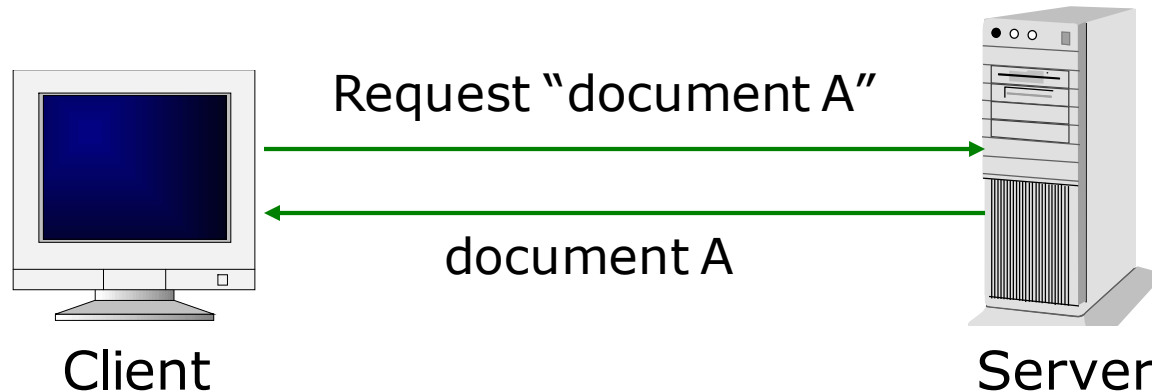 Request “document A”
document A
Client
Server